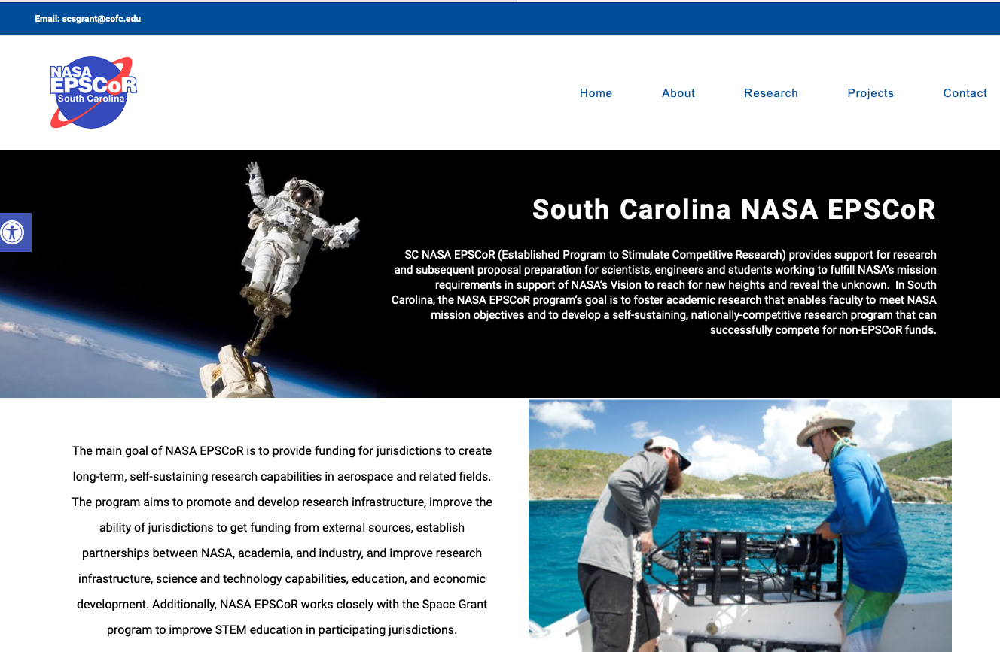 Email: scsgrant@cofc.edu
NASA
EPSCoR
South Carolina
Home About Research Projects Contact
South Carolina NASA EPSCoR
SC NASA EPSCoR (Established Program to Stimulate Competitive Research) provides support for research
and subsequent proposal preparation for scientists, engineers and students working to fulfill NASA’s mission
requirements in support of NASA’s Vision to reach for new heights and reveal the unknown.  In South
Carolina, the NASA EPSCoR program’s goal is to foster academic research that enables faculty to meet NASA
mission objectives and to develop a self-sustaining, nationally-competitive research program that can
successfully compete for non-EPSCoR funds.
The main goal of NASA EPSCoR is to provide funding for jurisdictions to create
long-term, self-sustaining research capabilities in aerospace and related fields.
The program aims to promote and develop research infrastructure, improve the
ability of jurisdictions to get funding from external sources, establish
partnerships between NASA, academia, and industry, and improve research
infrastructure, science and technology capabilities, education, and economic
development. Additionally, NASA EPSCoR works closely with the Space Grant
program to improve STEM education in participating jurisdictions.